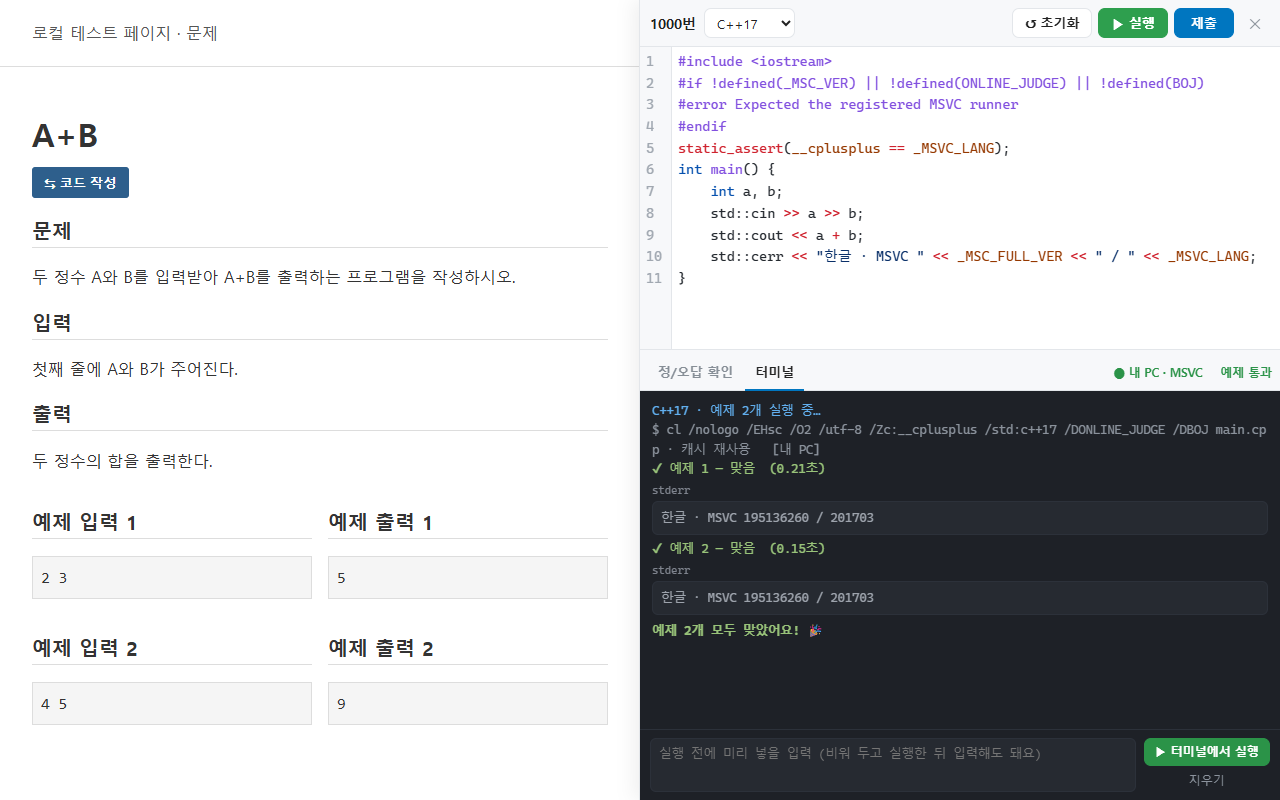 로컬 테스트 페이지 · 문제
A+B
⇆ 코드 작성
문제
두 정수 A와 B를 입력받아 A+B를 출력하는 프로그램을 작성하시오.
입력
첫째 줄에 A와 B가 주어진다.
출력
두 정수의 합을 출력한다.
예제 입력 1
예제 출력 1
2 3
5
예제 입력 2
예제 출력 2
4 5
9
1000번 C++17 ↺ 초기화 ▶ 실행 제출 ×
1 #include <iostream>
2 #if !defined(_MSC_VER) || !defined(ONLINE_JUDGE) || !defined(BOJ)
3 #error Expected the registered MSVC runner
4 #endif
5 static_assert(__cplusplus == _MSVC_LANG);
6 int main() {
7     int a, b;
8     std::cin >> a >> b;
9     std::cout << a + b;
10     std::cerr << "한글 · MSVC " << _MSC_FULL_VER << " / " << _MSVC_LANG;
11 }
정/오답 확인 터미널 ● 내 PC · MSVC 예제 통과
C++17 · 예제 2개 실행 중…
$ cl /nologo /EHsc /O2 /utf-8 /Zc:__cplusplus /std:c++17 /DONLINE_JUDGE /DBOJ main.cp
p · 캐시 재사용 [내 PC]
✓ 예제 1 — 맞음 (0.21초)
stderr
한글 · MSVC 195136260 / 201703
✓ 예제 2 — 맞음 (0.15초)
stderr
한글 · MSVC 195136260 / 201703
예제 2개 모두 맞았어요! 🎉
실행 전에 미리 넣을 입력 (비워 두고 실행한 뒤 입력해도 돼요)
▶ 터미널에서 실행
지우기